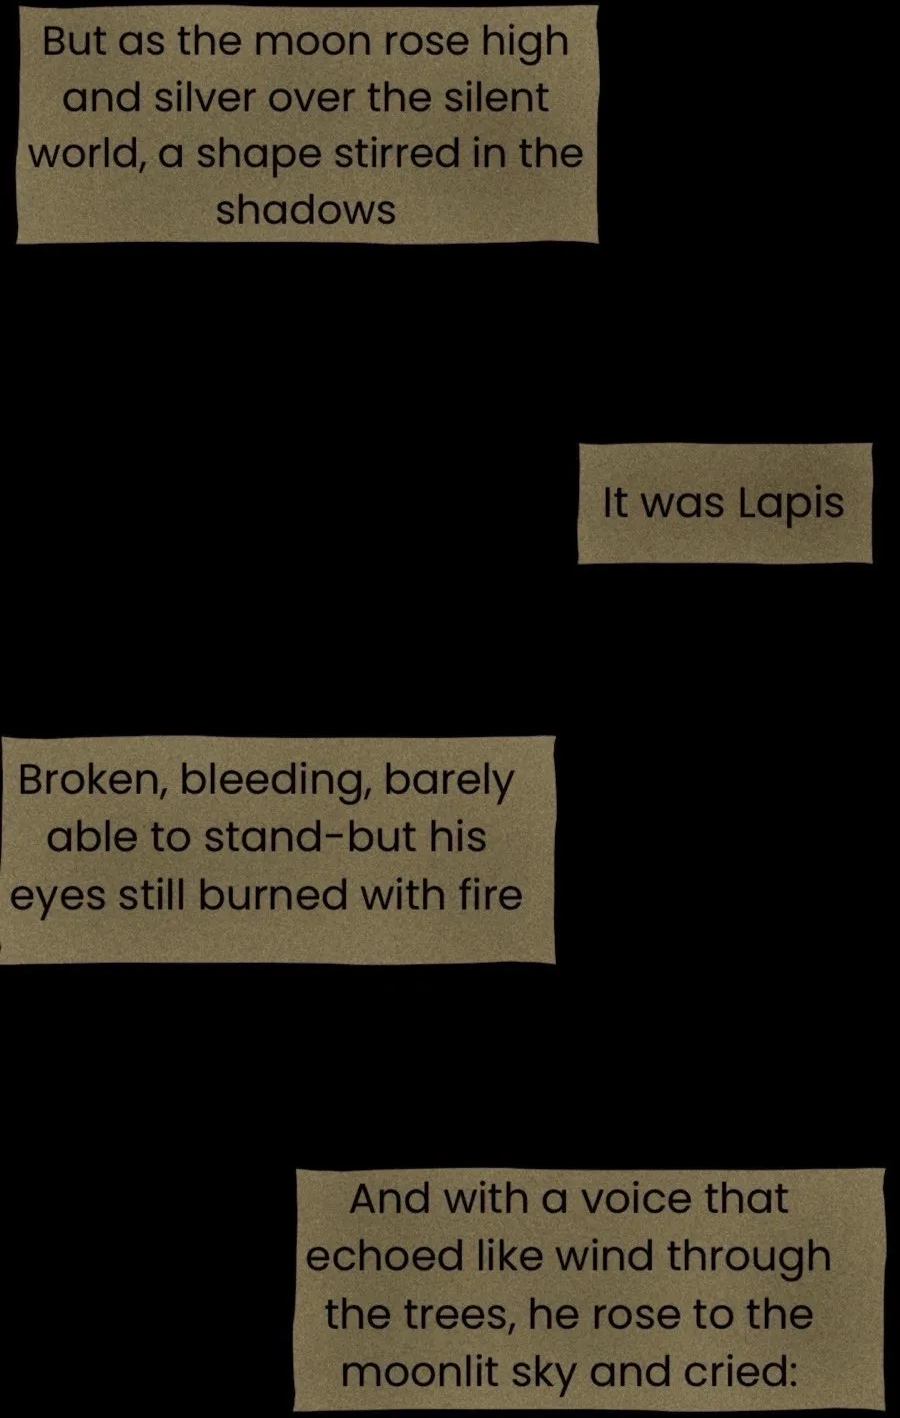 But as the moon rose high
and silver over the silent
world, a shape stirred in the
shadows
It was Lapis
Broken, bleeding, barely
able to stand-but his
eyes still burned with fire
And with a voice that
echoed like wind through
the trees, he rose to the
moonlit sky and cried: